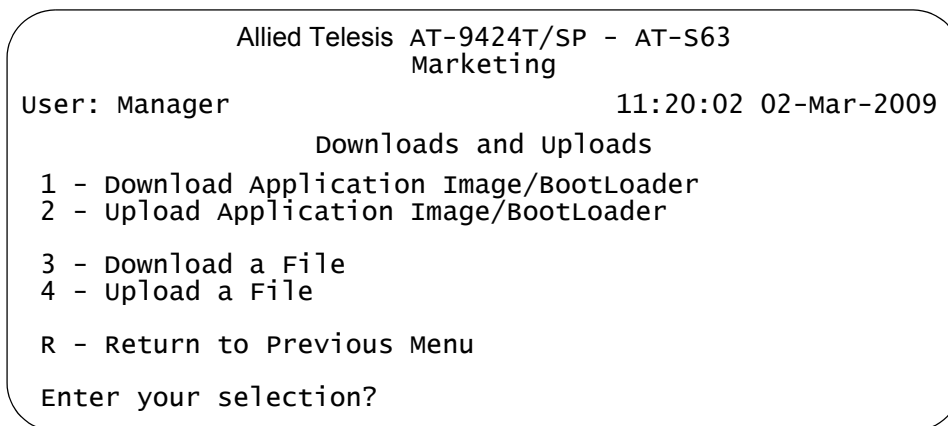 Allied Telesis AT-9424T/SP - AT-S63
Marketing
User: Manager 11:20:02 02-Mar-2009
Downloads and Uploads
1 - Download Application Image/BootLoader
2 - Upload Application Image/BootLoader
3 - Download a File
4 - Upload a File
R - Return to Previous Menu
Enter your selection?